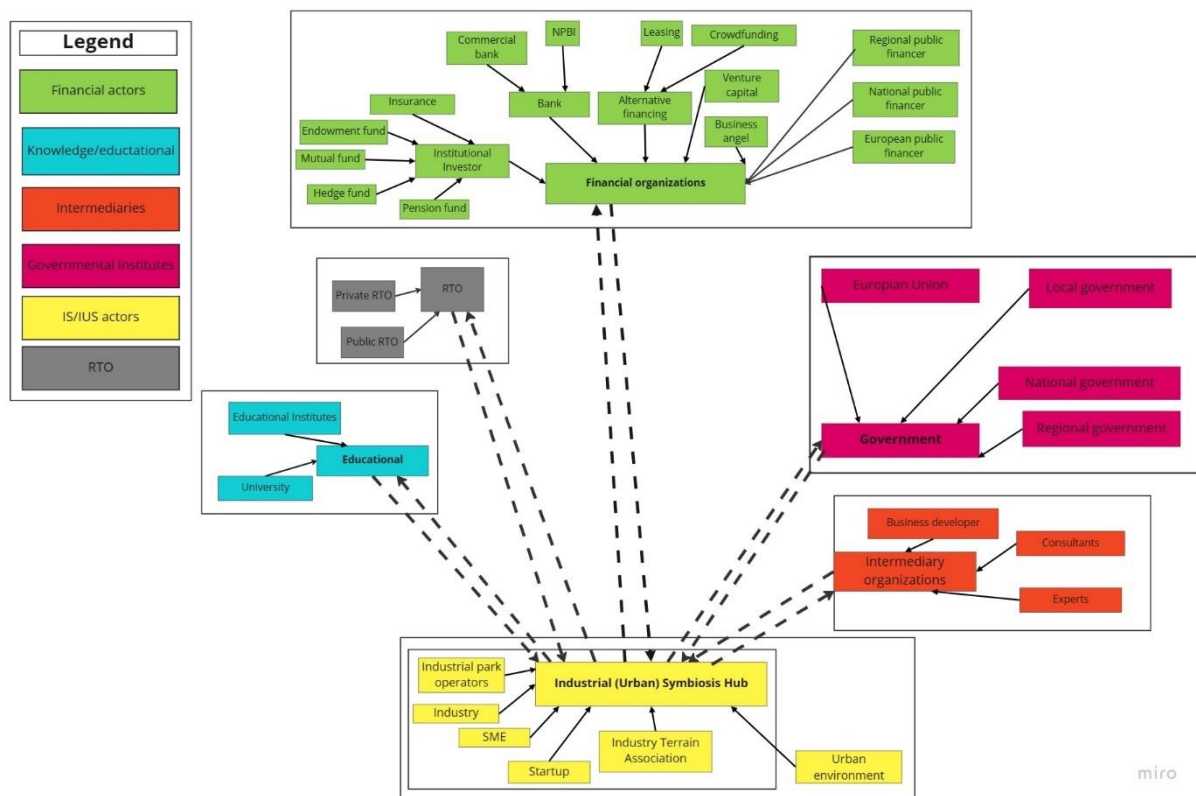 Legend
Financial actors
Knowledge/eductational
Intermediaries
Governmental Institutes
IS/IUS actors
RTO
Commercial
bank
NPBI
Leasing
Crowdfunding
Regional public
financer
Insurance
Bank
Alternative
financing
Venture
capital
National public
financer
Endowment fund
Mutual fund
Hedge fund
Institutional
Investor
Pension fund
Business
angel
European public
financer
Financial organizations
Private RTO
RTO
Public RTO
Europian Union
Local government
National government
Regional government
Government
Educational Institutes
Educational
University
Business developer
Intermediary
organizations
Consultants
Experts
Industrial park
operators
Industrial (Urban) Symbiosis Hub
Industry
SME
Startup
Industry Terrain
Association
Urban
environment
miro